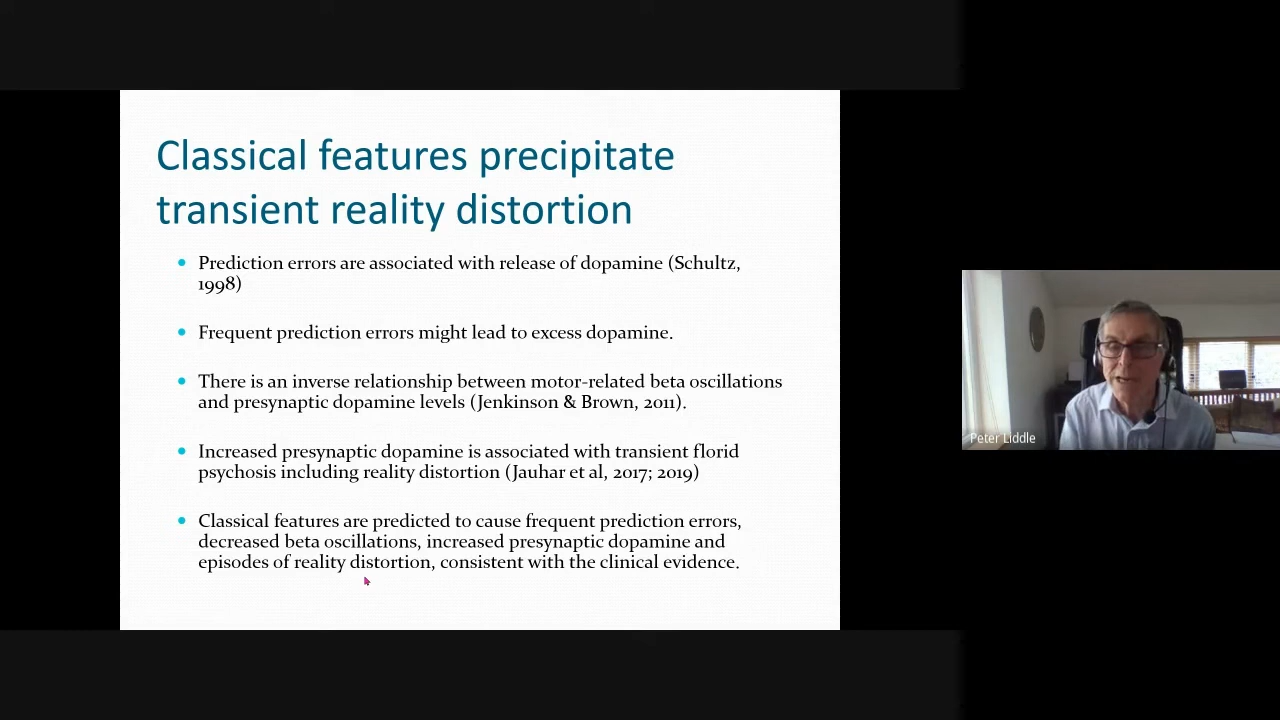 Classical features precipitate
transient reality distortion
Prediction errors are associated with release of dopamine (Schultz,
1998)
Frequent prediction errors might lead to excess dopamine.
There is an inverse relationship between motor-related beta oscillations
and presynaptic dopamine levels (Jenkinson & Brown, 2011).
Increased presynaptic dopamine is associated with transient florid
psychosis including reality distortion (Jauhar et al, 2017; 2019)
Classical features are predicted to cause frequent prediction errors,
decreased beta oscillations, increased presynaptic dopamine and
episodes of reality distortion, consistent with the clinical evidence.
Peter Liddle